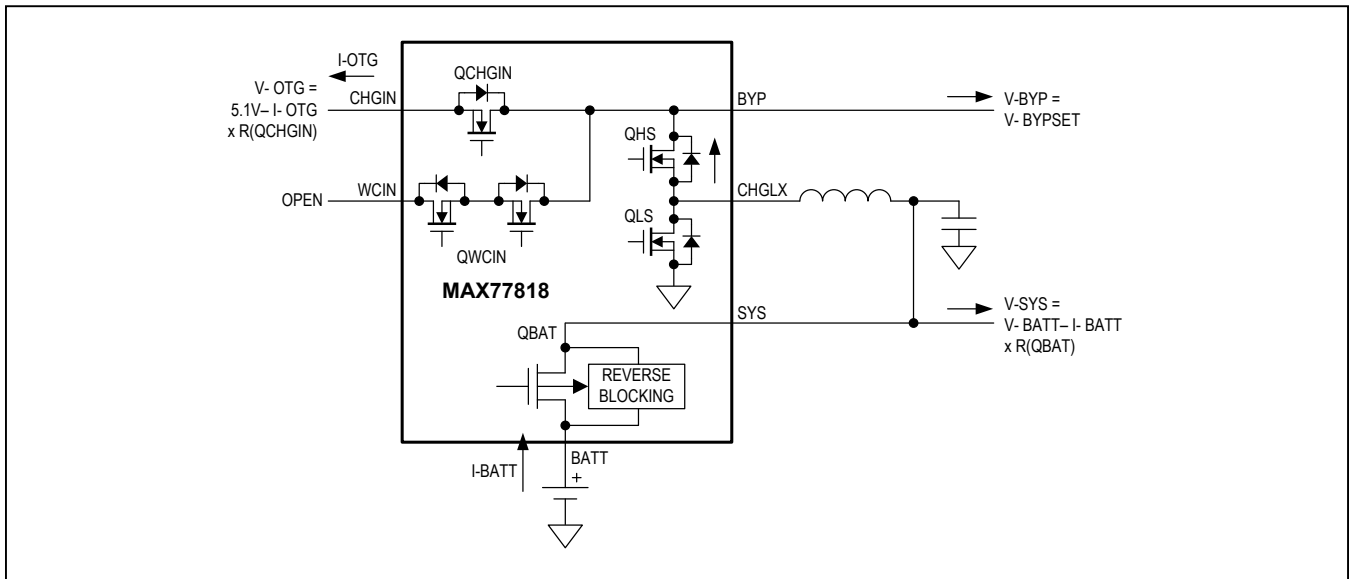 I-OTG
V- OTG =
5.1V– I- OTG
x R(QCHGIN)
CHGIN
QCHGIN
BYP
V-BYP =
V- BYPSET
QHS
OPEN
WCIN
CHGLX
QLS
QWCIN
MAX77818
SYS
V-SYS =
V- BATT– I- BATT
x R(QBAT)
QBAT
REVERSE
BLOCKING
I-BATT
BATT
+